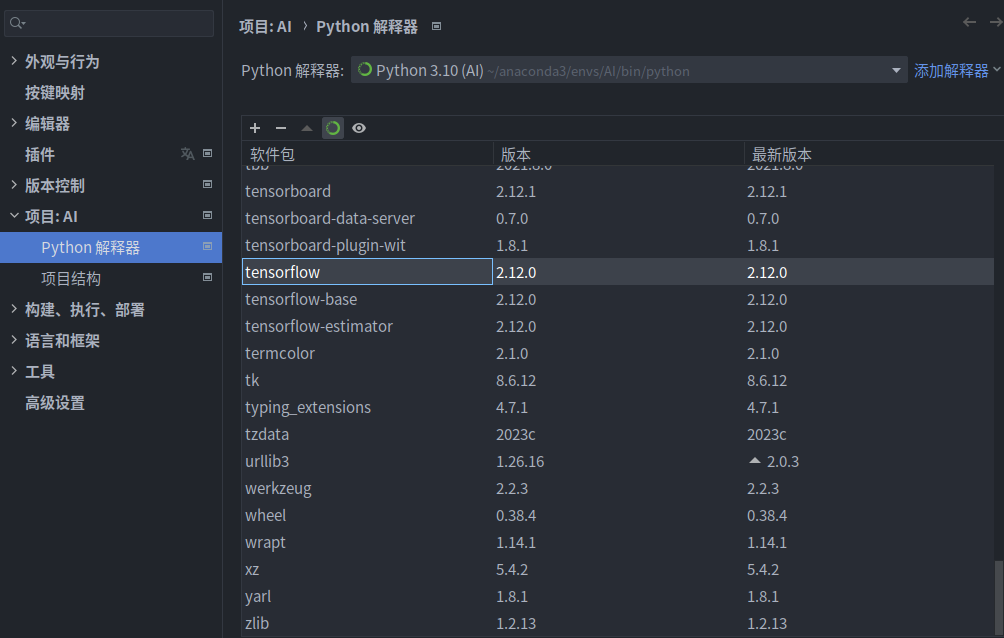 项目: AI › Python 解释器
外观与行为
按键映射
编辑器
插件
版本控制
项目: AI
Python 解释器
项目结构
构建、执行、部署
语言和框架
工具
高级设置
Python 解释器: Python 3.10 (AI) ~/anaconda3/envs/AI/bin/python 添加解释器
软件包 版本 最新版本
tbb 2021.8.0 2021.8.0
tensorboard 2.12.1 2.12.1
tensorboard-data-server 0.7.0 0.7.0
tensorboard-plugin-wit 1.8.1 1.8.1
tensorflow 2.12.0 2.12.0
tensorflow-base 2.12.0 2.12.0
tensorflow-estimator 2.12.0 2.12.0
termcolor 2.1.0 2.1.0
tk 8.6.12 8.6.12
typing_extensions 4.7.1 4.7.1
tzdata 2023c 2023c
urllib3 1.26.16 2.0.3
werkzeug 2.2.3 2.2.3
wheel 0.38.4 0.38.4
wrapt 1.14.1 1.14.1
xz 5.4.2 5.4.2
yarl 1.8.1 1.8.1
zlib 1.2.13 1.2.13